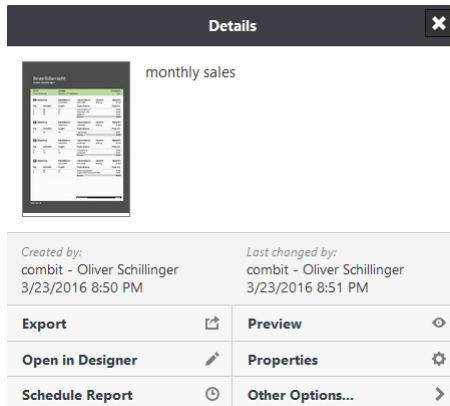 Details
monthly sales
Bestellübersicht
Created by:
combit - Oliver Schillinger
3/23/2016 8:50 PM
Last changed by:
combit - Oliver Schillinger
3/23/2016 8:51 PM
Export
Preview
Open in Designer
Properties
Schedule Report
Other Options...